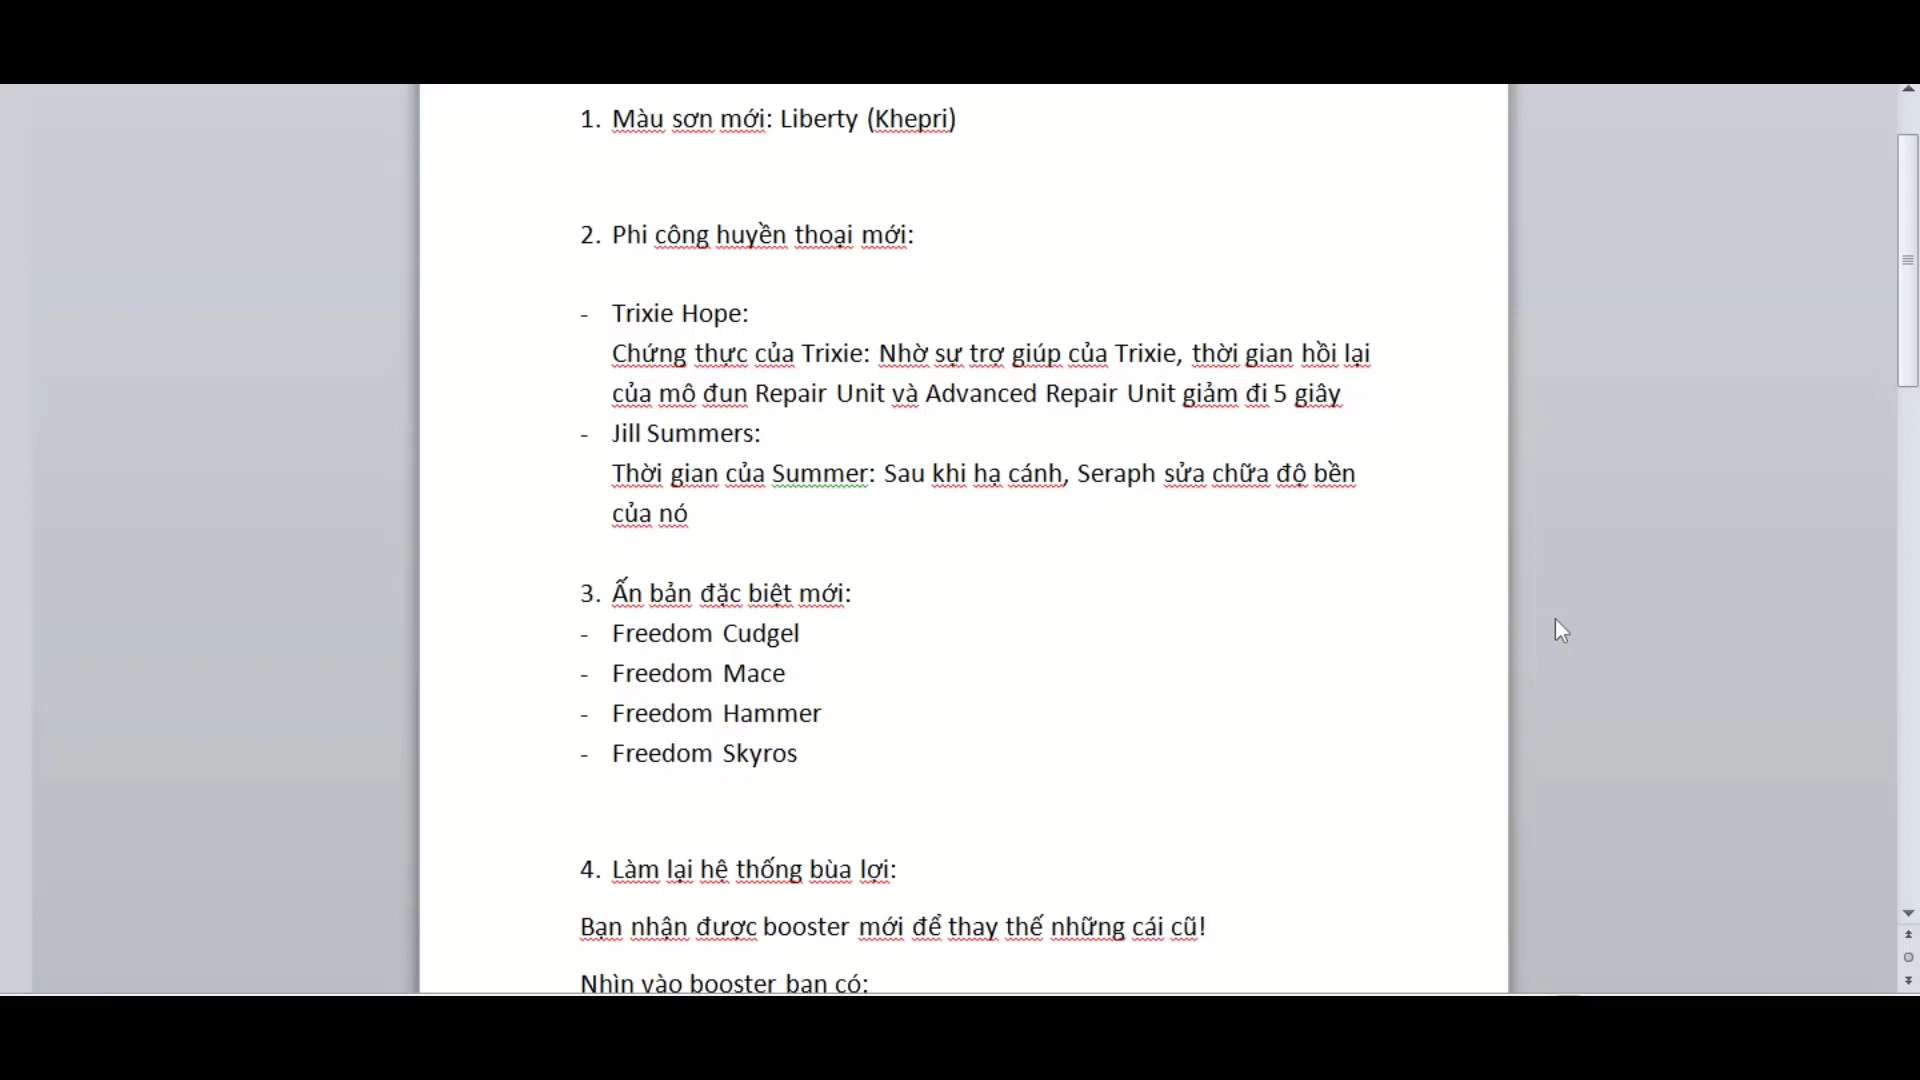 1. Màu sơn mới: Liberty (Khepri)
2. Phi công huyền thoại mới:
- Trixie Hope:
Chứng thực của Trixie: Nhờ sự trợ giúp của Trixie, thời gian hồi lại
của mô đun Repair Unit và Advanced Repair Unit giảm đi 5 giây
- Jill Summers:
Thời gian của Summer: Sau khi hạ cánh, Seraph sửa chữa độ bền
của nó
3. Ấn bản đặc biệt mới:
- Freedom Cudgel
- Freedom Mace
- Freedom Hammer
- Freedom Skyros
4. Làm lại hệ thống bùa lợi:
Bạn nhận được booster mới để thay thế những cái cũ!
Nhìn vào booster bạn có: